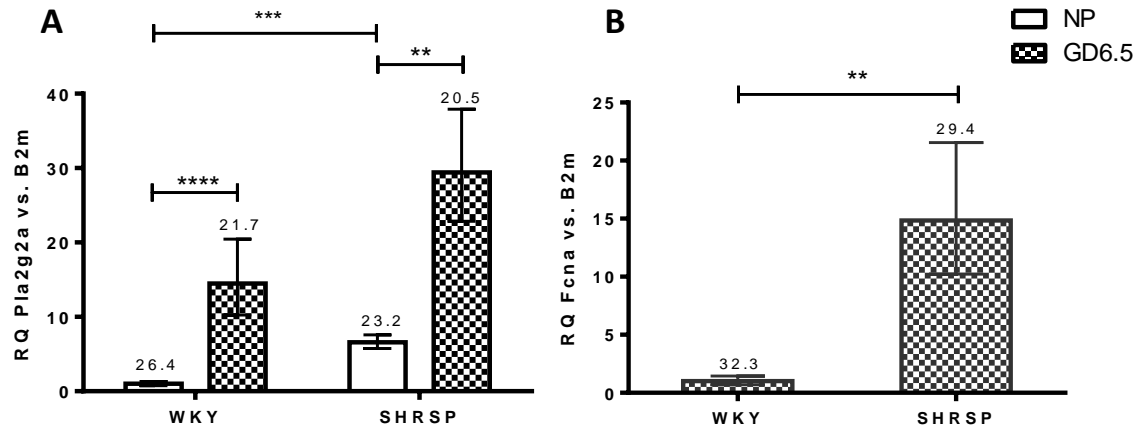 A
B
NP
GD6.5
***
**
****
RQ Pla2g2a vs. B2m
40
30
20
10
0
26.4
21.7
23.2
20.5
WKY
SHRSP
**
RQ Fcna vs. B2m
25
20
15
10
5
0
32.3
29.4
WKY
SHRSP